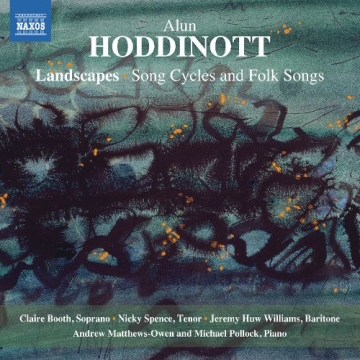 NAXOS
Alun
HODDINOTT
Landscapes • Song Cycles and Folk Songs
Claire Booth, Soprano • Nicky Spence, Tenor • Jeremy Huw Williams, Baritone
Andrew Matthews-Owen and Michael Pollock, Piano